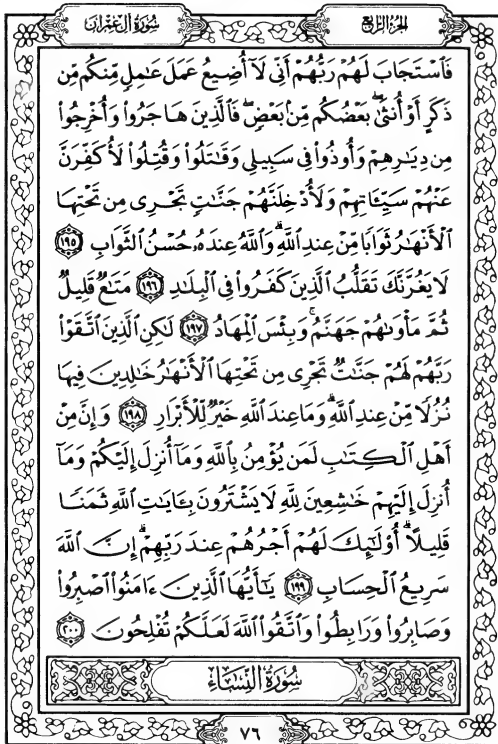 سُورَةُ آلِ عِمۡرَانَ
الجُزءُ الرَّابِعُ
فَٱسۡتَجَابَ لَهُمۡ رَبُّهُمۡ أَنِّي لَآ أُضِيعُ عَمَلَ عَٰمِلٖ مِّنكُم مِّن
ذَكَرٍ أَوۡ أُنثَىٰۖ بَعۡضُكُم مِّنۢ بَعۡضٖۖ فَٱلَّذِينَ هَاجَرُواْ وَأُخۡرِجُواْ
مِن دِيَٰرِهِمۡ وَأُوذُواْ فِي سَبِيلِي وَقَٰتَلُواْ وَقُتِلُواْ لَأُكَفِّرَنَّ
عَنۡهُمۡ سَيِّـَٔاتِهِمۡ وَلَأُدۡخِلَنَّهُمۡ جَنَّٰتٖ تَجۡرِي مِن تَحۡتِهَا
ٱلۡأَنۡهَٰرُ ثَوَابٗا مِّنۡ عِندِ ٱللَّهِۚ وَٱللَّهُ عِندَهُۥ حُسۡنُ ٱلثَّوَابِ ١٩٥
لَا يَغُرَّنَّكَ تَقَلُّبُ ٱلَّذِينَ كَفَرُواْ فِي ٱلۡبِلَٰدِ ١٩٦ مَتَٰعٞ قَلِيلٞ
ثُمَّ مَأۡوَىٰهُمۡ جَهَنَّمُۖ وَبِئۡسَ ٱلۡمِهَادُ ١٩٧ لَٰكِنِ ٱلَّذِينَ ٱتَّقَوۡاْ
رَبَّهُمۡ لَهُمۡ جَنَّٰتٞ تَجۡرِي مِن تَحۡتِهَا ٱلۡأَنۡهَٰرُ خَٰلِدِينَ فِيهَا
نُزُلٗا مِّنۡ عِندِ ٱللَّهِۗ وَمَا عِندَ ٱللَّهِ خَيۡرٞ لِّلۡأَبۡرَارِ ١٩٨ وَإِنَّ مِنۡ
أَهۡلِ ٱلۡكِتَٰبِ لَمَن يُؤۡمِنُ بِٱللَّهِ وَمَآ أُنزِلَ إِلَيۡكُمۡ وَمَآ
أُنزِلَ إِلَيۡهِمۡ خَٰشِعِينَ لِلَّهِ لَا يَشۡتَرُونَ بِـَٔايَٰتِ ٱللَّهِ ثَمَنٗا
قَلِيلًاۚ أُوْلَٰٓئِكَ لَهُمۡ أَجۡرُهُمۡ عِندَ رَبِّهِمۡۗ إِنَّ ٱللَّهَ
سَرِيعُ ٱلۡحِسَابِ ١٩٩ يَٰٓأَيُّهَا ٱلَّذِينَ ءَامَنُواْ ٱصۡبِرُواْ
وَصَابِرُواْ وَرَابِطُواْ وَٱتَّقُواْ ٱللَّهَ لَعَلَّكُمۡ تُفۡلِحُونَ ٢٠٠
سُورَةُ النِّسَاءِ
٧٦